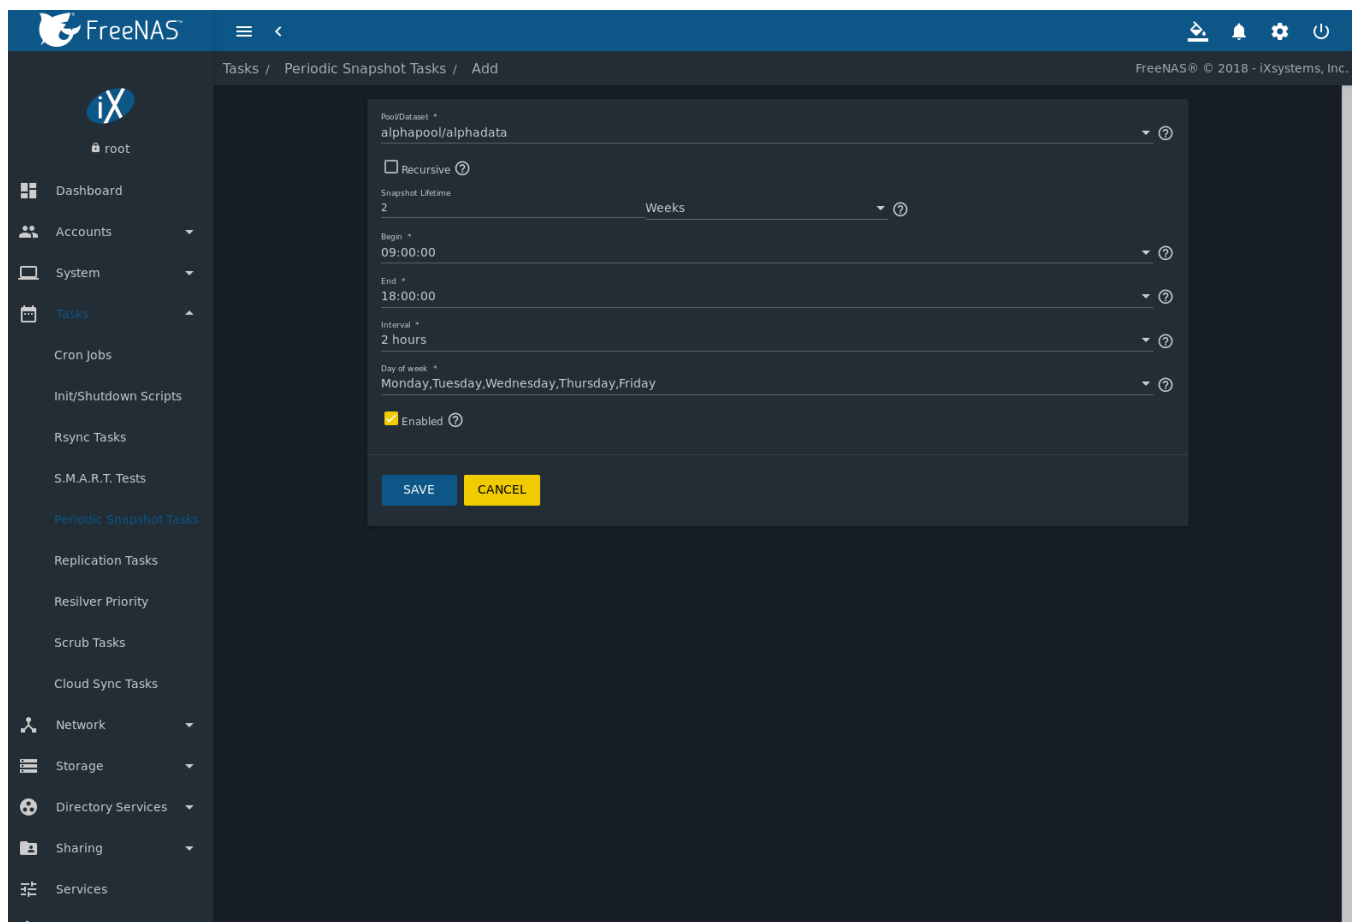 FreeNAS™
Tasks / Periodic Snapshot Tasks / Add
FreeNAS® © 2018 - iXsystems, Inc.
iX
root
Dashboard
Accounts
System
Tasks
Cron Jobs
Init/Shutdown Scripts
Rsync Tasks
S.M.A.R.T. Tests
Periodic Snapshot Tasks
Replication Tasks
Resilver Priority
Scrub Tasks
Cloud Sync Tasks
Network
Storage
Directory Services
Sharing
Services
Pool/Dataset *
alphapool/alphadata
Recursive
Snapshot Lifetime
2 Weeks
Begin *
09:00:00
End *
18:00:00
Interval *
2 hours
Day of week *
Monday,Tuesday,Wednesday,Thursday,Friday
Enabled
SAVE CANCEL